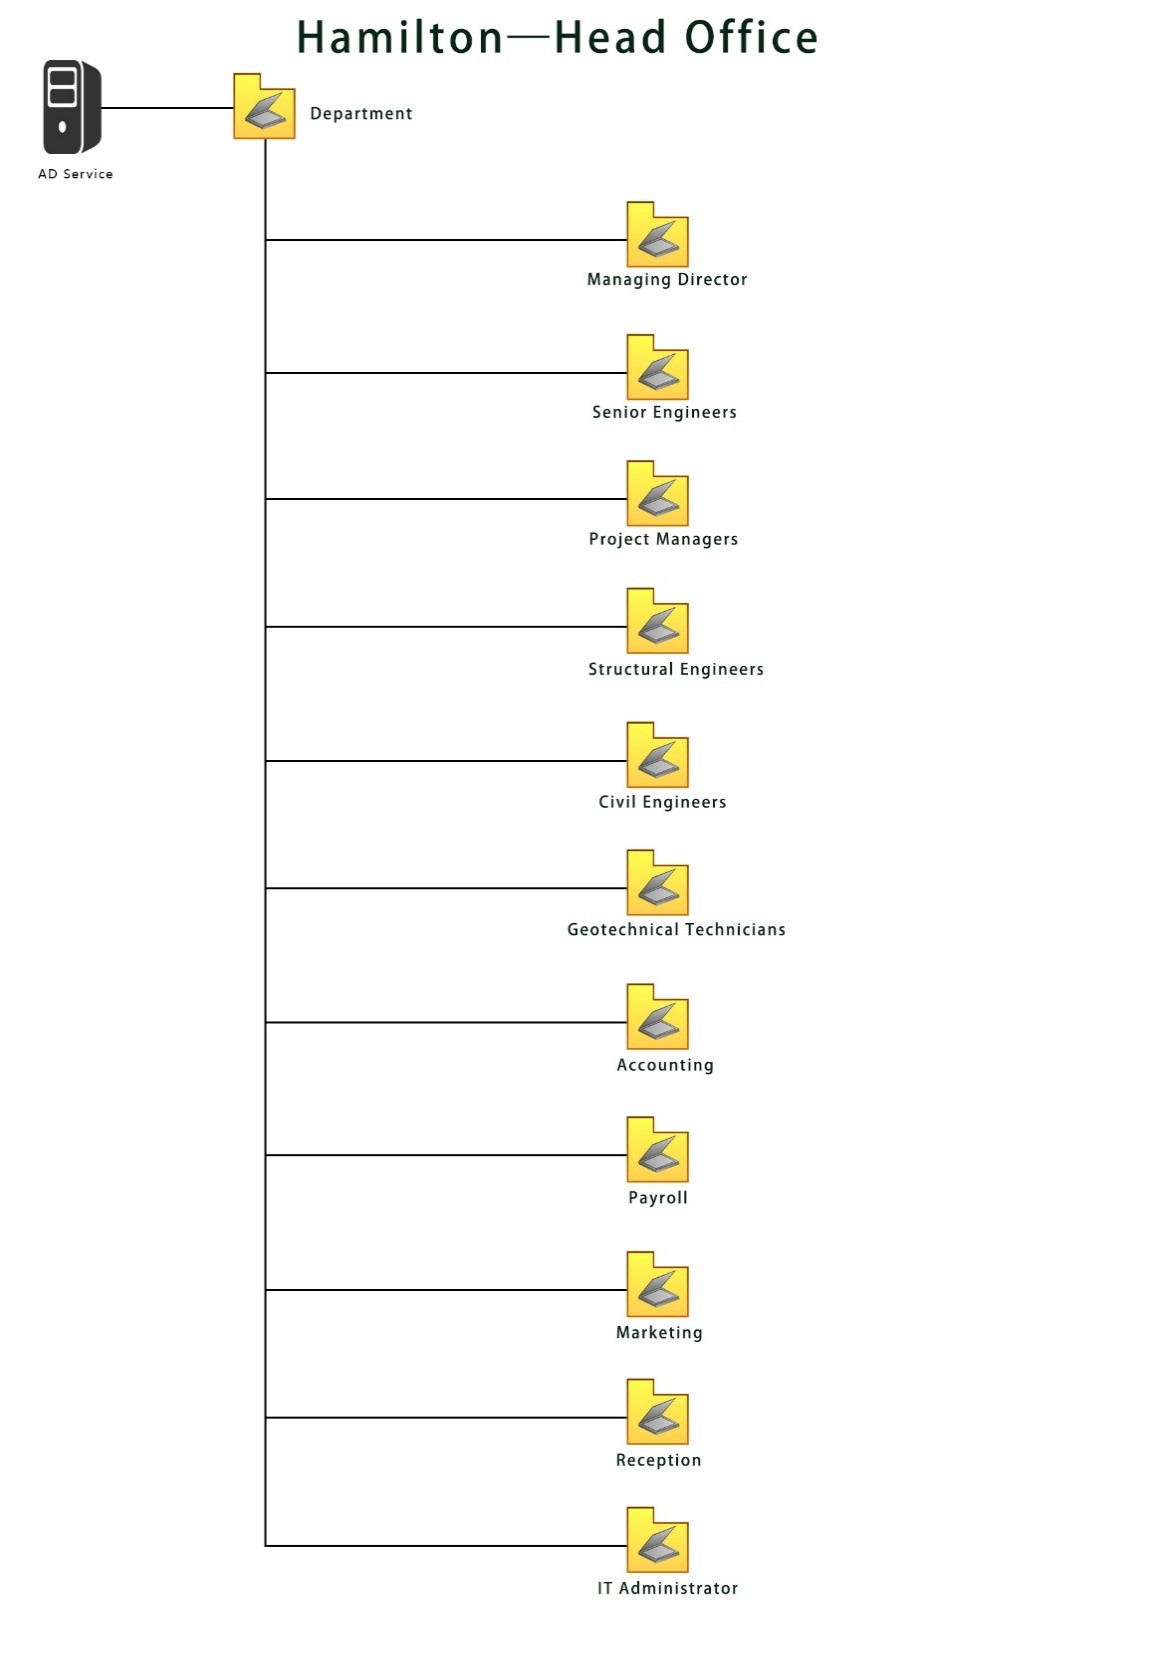 Hamilton—Head Office
Department
AD Service
Managing Director
Senior Engineers
Project Managers
Structural Engineers
Civil Engineers
Geotechnical Technicians
Accounting
Payroll
Marketing
Reception
IT Administrator